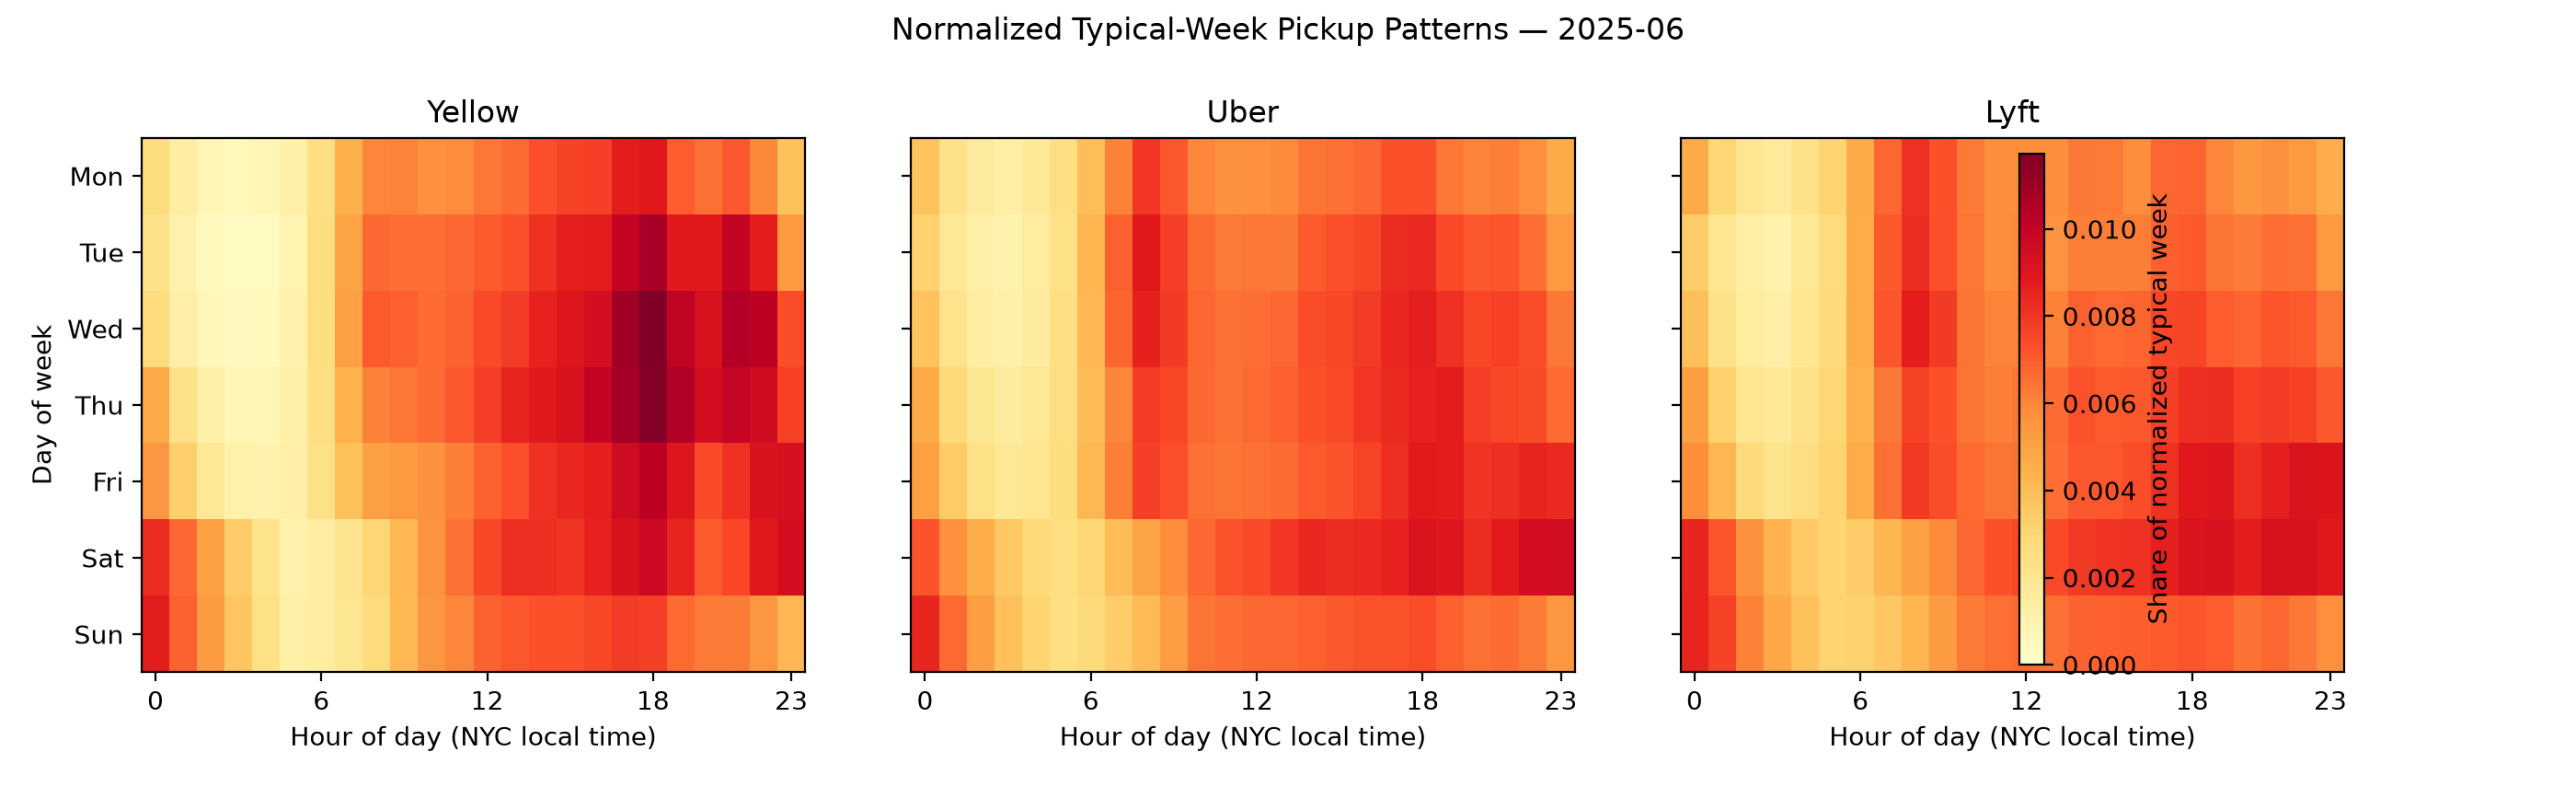 Normalized Typical-Week Pickup Patterns — 2025-06
Yellow
Uber
Lyft
Day of week
Mon
Tue
Wed
Thu
Fri
Sat
Sun
0 6 12 18 23
Hour of day (NYC local time)
0 6 12 18 23
Hour of day (NYC local time)
0 6 12 18 23
Hour of day (NYC local time)
0.010
0.008
0.006
0.004
0.002
0.000
Share of normalized typical week